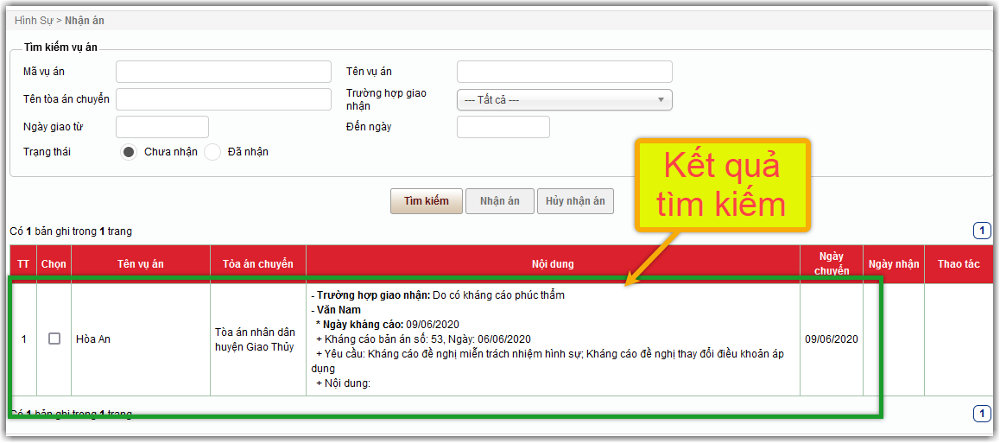 Hình Sự > Nhận án
Tìm kiếm vụ án
Mã vụ án
Tên vụ án
Tên tòa án chuyển
Trường hợp giao
nhận
--- Tất cả ---
Ngày giao từ
Đến ngày
Trạng thái
Chưa nhận
Đã nhận
Kết quả
tìm kiếm
Tìm kiếm
Nhận án
Hủy nhận án
Có 1 bản ghi trong 1 trang
1
TT
Chọn
Tên vụ án
Tòa án chuyển
Nội dung
Ngày
chuyển
Ngày nhận
Thao tác
1
Hòa An
Tòa án nhân dân
huyện Giao Thủy
- Trường hợp giao nhận: Do có kháng cáo phúc thẩm
- Văn Nam
* Ngày kháng cáo: 09/06/2020
+ Kháng cáo bản án số: 53, Ngày: 06/06/2020
+ Yêu cầu: Kháng cáo đề nghị miễn trách nhiệm hình sự; Kháng cáo đề nghị thay đổi điều khoản áp
dụng
+ Nội dung:
09/06/2020
Có 1 bản ghi trong 1 trang
1